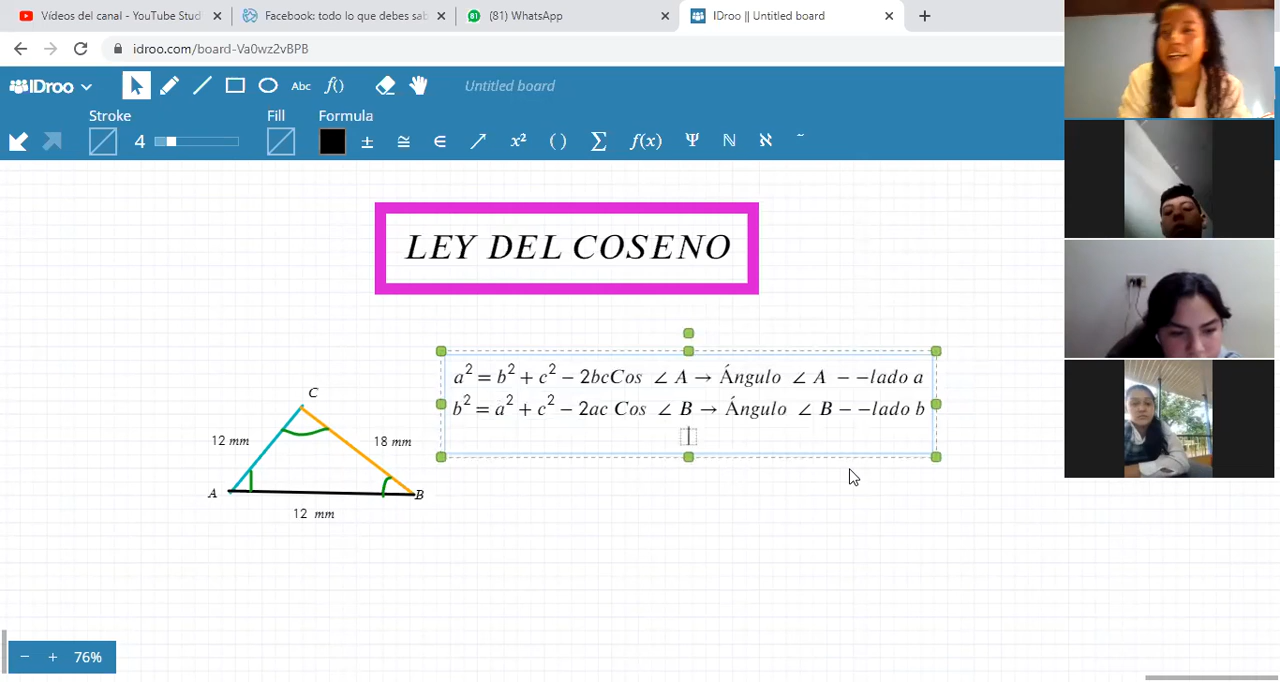 Vídeos del canal - YouTube Stud
Facebook: todo lo que debes sab
(81) WhatsApp
IDroo || Untitled board
idroo.com/board-Va0wz2vBPB
IDroo
Abc
f()
Untitled board
Stroke
Fill
Formula
4
± ≅ ∈ x² ( ) ∑ f(x) Ψ ℕ ℵ ~
LEY DEL COSENO
a² = b² + c² − 2bcCos ∠ A → Ángulo ∠ A − −lado a
b² = a² + c² − 2ac Cos ∠ B → Ángulo ∠ B − −lado b
C
12 mm
18 mm
A
B
12 mm
− + 76%